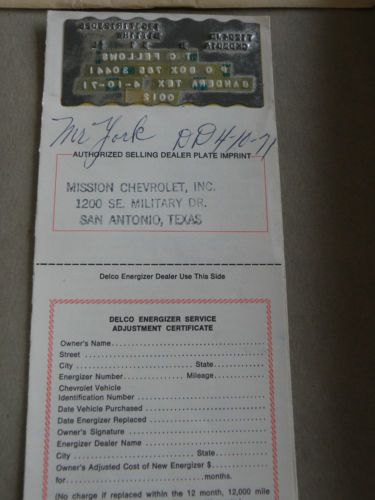 T C FELLOWS
P O BOX
BANDERA TEX 4-10-71
0012
Mr York DD 4-10-71
AUTHORIZED SELLING DEALER PLATE IMPRINT
MISSION CHEVROLET, INC.
1200 SE. MILITARY DR.
SAN ANTONIO, TEXAS
Delco Energizer Dealer Use This Side
DELCO ENERGIZER SERVICE
ADJUSTMENT CERTIFICATE
Owner's Name
Street
City State
Energizer Number Mileage
Chevrolet Vehicle
Identification Number
Date Vehicle Purchased
Date Energizer Replaced
Owner's Signature
Energizer Dealer Name
City State
Owner's Adjusted Cost of New Energizer $
for months.
(No charge if replaced within the 12 month, 12,000 mile